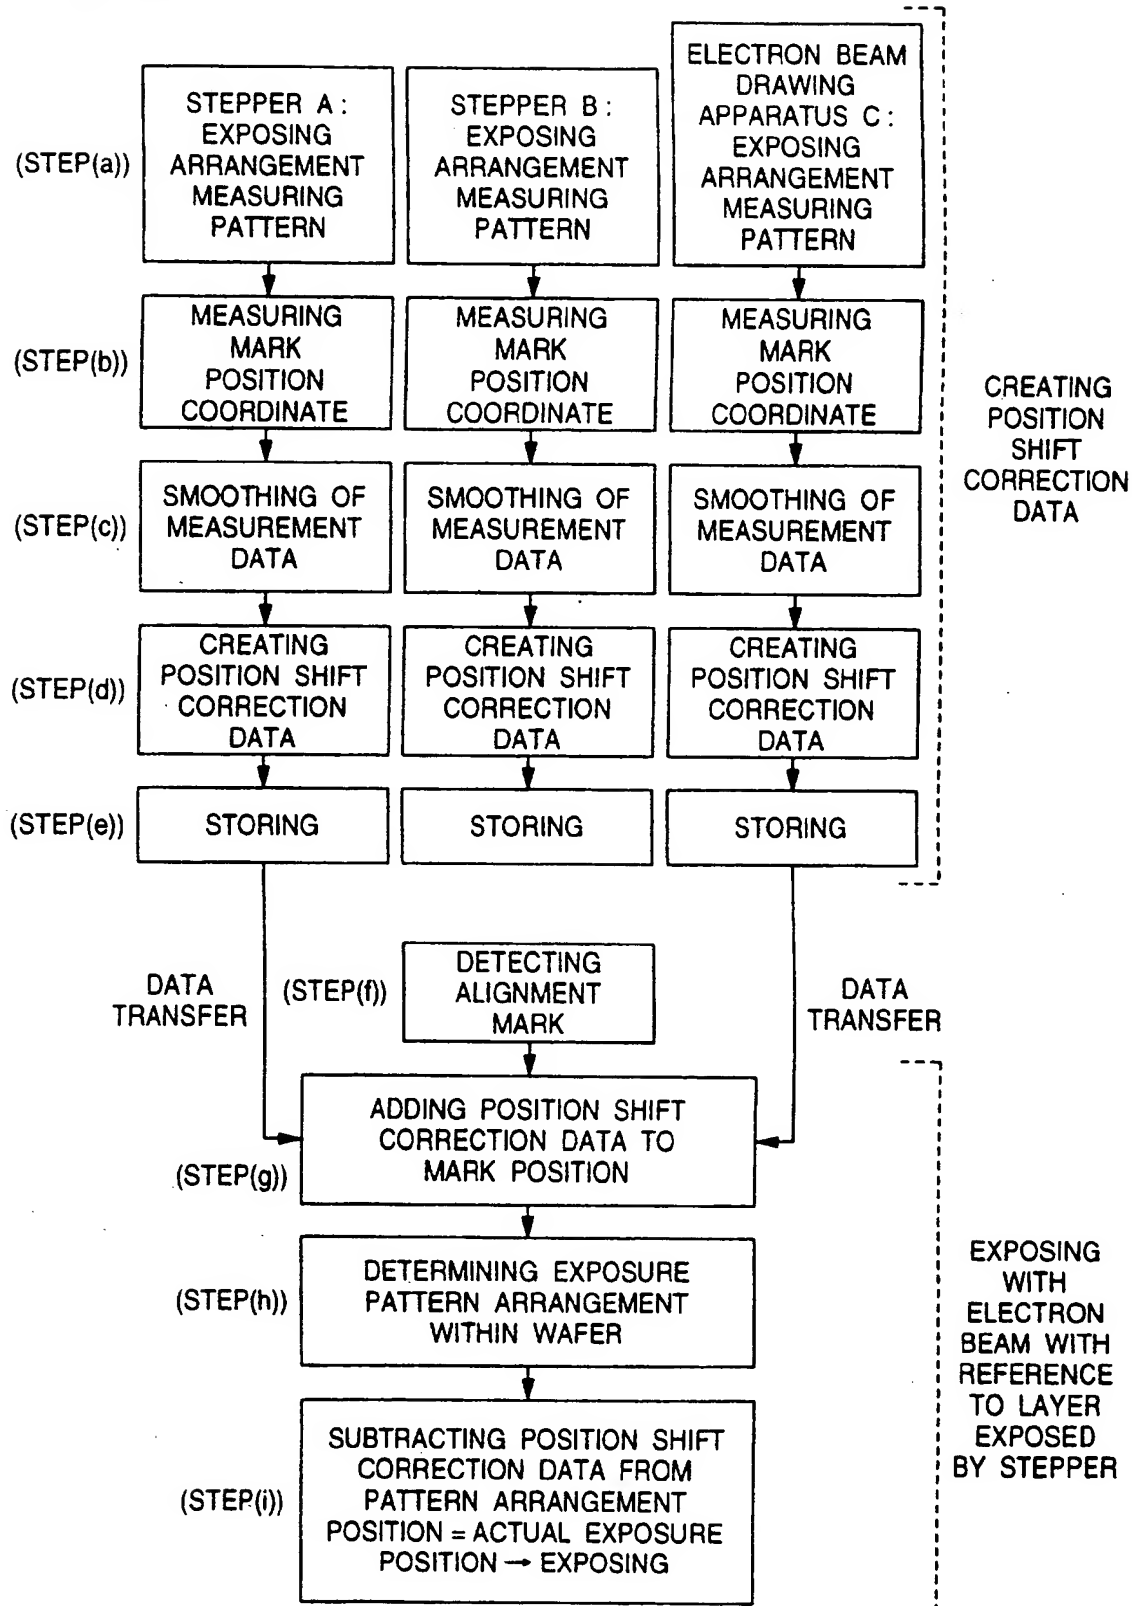 (STEP(a))
STEPPER A :
EXPOSING
ARRANGEMENT
MEASURING
PATTERN
STEPPER B :
EXPOSING
ARRANGEMENT
MEASURING
PATTERN
ELECTRON BEAM
DRAWING
APPARATUS C :
EXPOSING
ARRANGEMENT
MEASURING
PATTERN
(STEP(b))
MEASURING
MARK
POSITION
COORDINATE
MEASURING
MARK
POSITION
COORDINATE
MEASURING
MARK
POSITION
COORDINATE
(STEP(c))
SMOOTHING OF
MEASUREMENT
DATA
SMOOTHING OF
MEASUREMENT
DATA
SMOOTHING OF
MEASUREMENT
DATA
(STEP(d))
CREATING
POSITION SHIFT
CORRECTION
DATA
CREATING
POSITION SHIFT
CORRECTION
DATA
CREATING
POSITION SHIFT
CORRECTION
DATA
(STEP(e))
STORING
STORING
STORING
CREATING
POSITION
SHIFT
CORRECTION
DATA
DATA
TRANSFER
(STEP(f))
DETECTING
ALIGNMENT
MARK
DATA
TRANSFER
(STEP(g))
ADDING POSITION SHIFT
CORRECTION DATA TO
MARK POSITION
(STEP(h))
DETERMINING EXPOSURE
PATTERN ARRANGEMENT
WITHIN WAFER
(STEP(i))
SUBTRACTING POSITION SHIFT
CORRECTION DATA FROM
PATTERN ARRANGEMENT
POSITION = ACTUAL EXPOSURE
POSITION → EXPOSING
EXPOSING
WITH
ELECTRON
BEAM WITH
REFERENCE
TO LAYER
EXPOSED
BY STEPPER